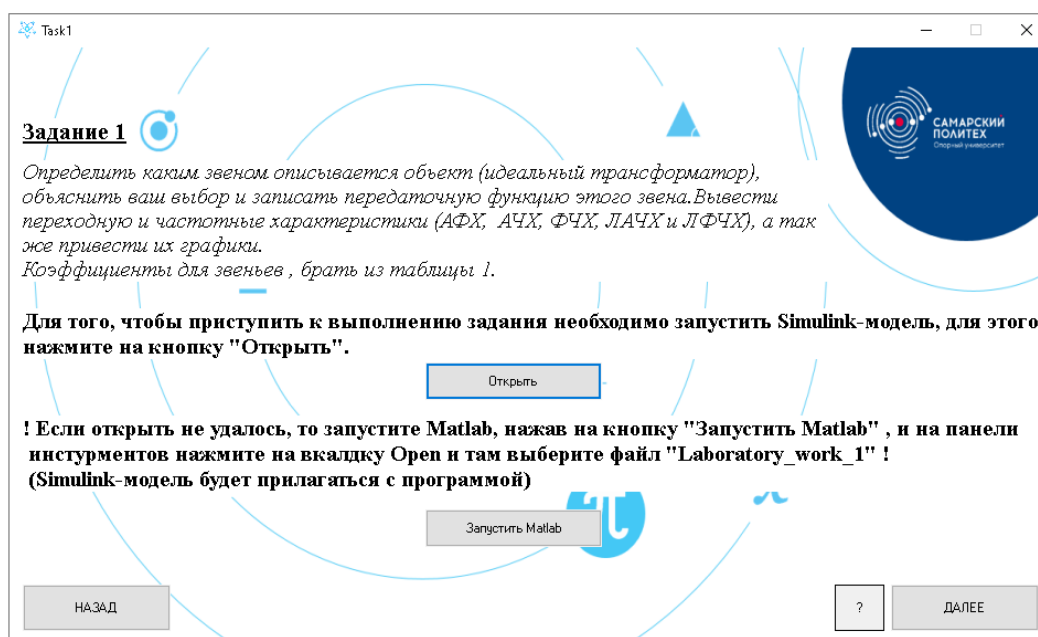 Task1
САМАРСКИЙ
ПОЛИТЕХ
Опорный университет
Задание 1
Определить каким звеном описывается объект (идеальный трансформатор),
объяснить ваш выбор и записать передаточную функцию этого звена.Вывести
переходную и частотные характеристики (АФХ, АЧХ, ФЧХ, ЛАЧХ и ЛФЧХ), а так
же привести их графики.
Коэффициенты для звеньев , брать из таблицы 1.
Для того, чтобы приступить к выполнению задания необходимо запустить Simulink-модель, для этого
нажмите на кнопку "Открыть".
Открыть
! Если открыть не удалось, то запустите Matlab, нажав на кнопку "Запустить Matlab" , и на панели
инстурментов нажмите на вкалдку Open и там выберите файл "Laboratory_work_1" !
(Simulink-модель будет прилагаться с программой)
Запустить Matlab
НАЗАД
?
ДАЛЕЕ